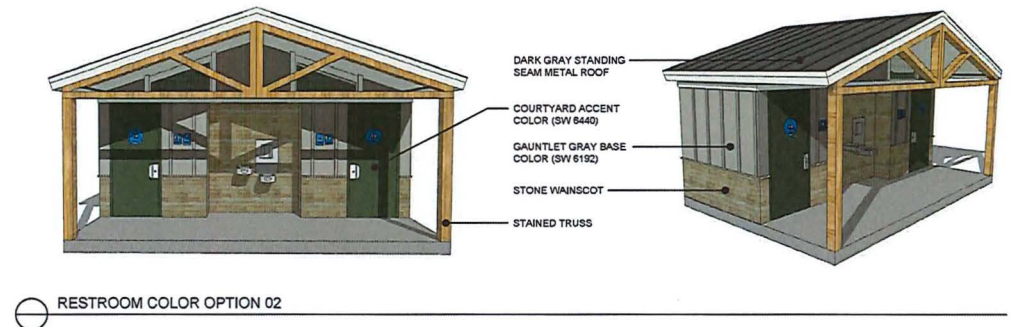 DARK GRAY STANDING
SEAM METAL ROOF
COURTYARD ACCENT
COLOR (SW 6440)
GAUNTLET GRAY BASE
COLOR (SW 6192)
STONE WAINSCOT
STAINED TRUSS
RESTROOM COLOR OPTION 02